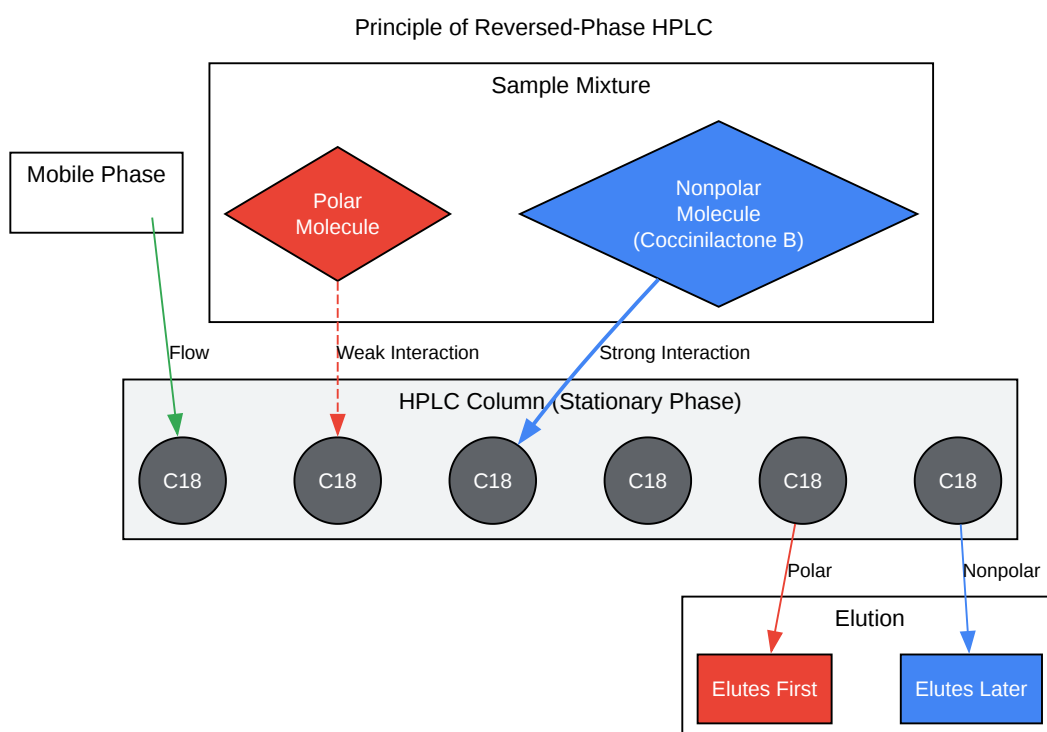 Principle of Reversed-Phase HPLC
Sample Mixture
Mobile Phase
Polar
Molecule
Nonpolar
Molecule
(Coccinilactone B)
Flow
Weak Interaction
Strong Interaction
HPLC Column (Stationary Phase)
C18
C18
C18
C18
C18
C18
Polar
Nonpolar
Elution
Elutes First
Elutes Later